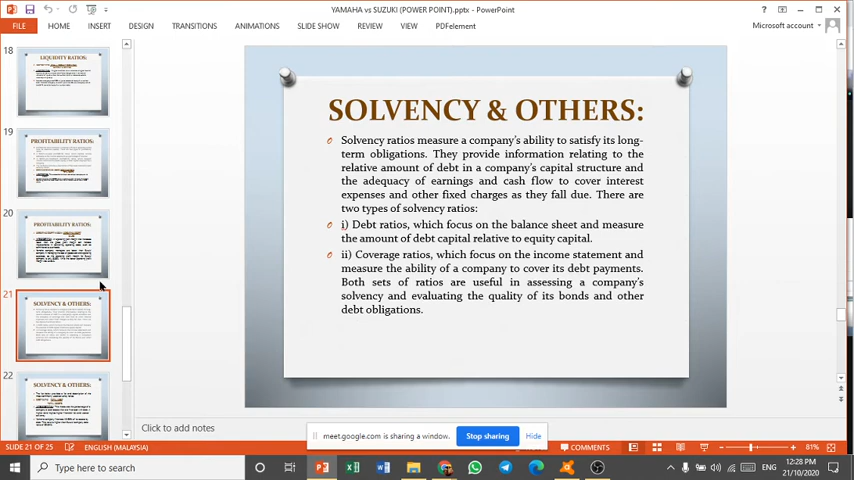 YAMAHA vs SUZUKI (POWER POINT).pptx - PowerPoint
FILE HOME INSERT DESIGN TRANSITIONS ANIMATIONS SLIDE SHOW REVIEW VIEW PDFelement Microsoft account
18
LIQUIDITY RATIOS:
19
PROFITABILITY RATIOS:
20
PROFITABILITY RATIOS:
21
SOLVENCY & OTHERS:
22
SOLVENCY & OTHERS:
SOLVENCY & OTHERS:
Solvency ratios measure a company's ability to satisfy its long-
term obligations. They provide information relating to the
relative amount of debt in a company's capital structure and
the adequacy of earnings and cash flow to cover interest
expenses and other fixed charges as they fall due. There are
two types of solvency ratios:
i) Debt ratios, which focus on the balance sheet and measure
the amount of debt capital relative to equity capital.
ii) Coverage ratios, which focus on the income statement and
measure the ability of a company to cover its debt payments.
Both sets of ratios are useful in assessing a company's
solvency and evaluating the quality of its bonds and other
debt obligations.
Click to add notes
meet.google.com is sharing a window. Stop sharing Hide
SLIDE 21 OF 25 ENGLISH (MALAYSIA) COMMENTS 81%
Type here to search
ENG
12:28 PM
21/10/2020